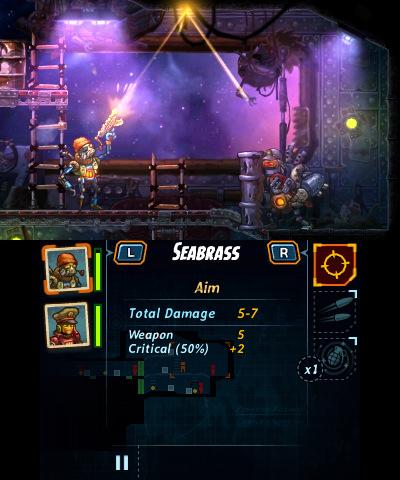 L SEABRASS R
Aim
Total Damage 5-7
Weapon 5
Critical (50%) +2
x1